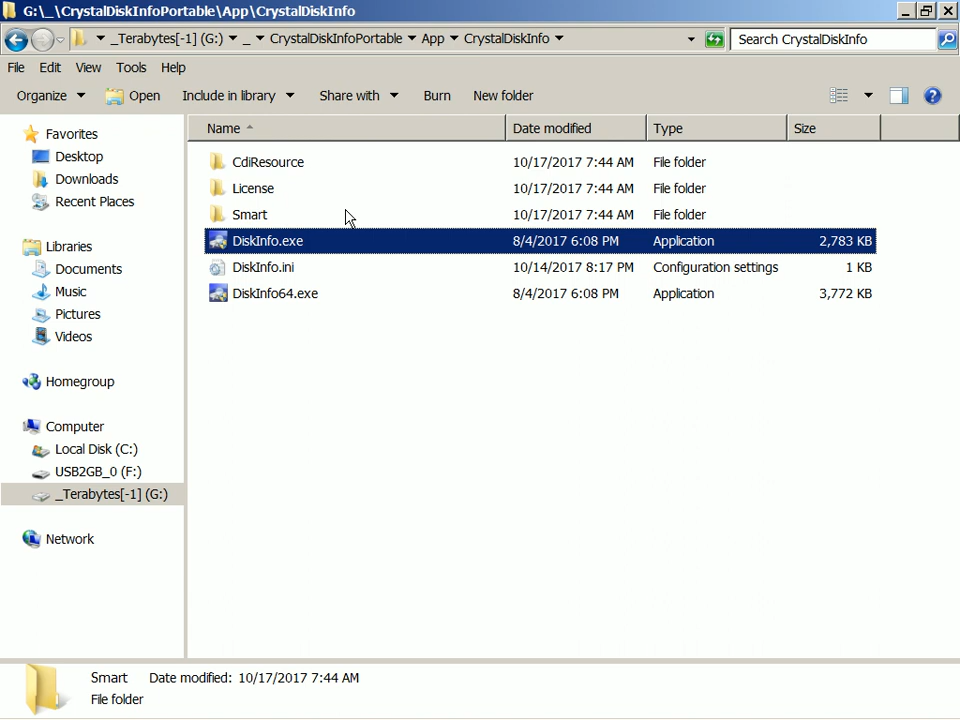 G:\_\CrystalDiskInfoPortable\App\CrystalDiskInfo
_Terabytes[-1] (G:) _ CrystalDiskInfoPortable App CrystalDiskInfo Search CrystalDiskInfo
File Edit View Tools Help
Organize Open Include in library Share with Burn New folder
Name Date modified Type Size
Favorites
Desktop
Downloads
Recent Places
Libraries
Documents
Music
Pictures
Videos
Homegroup
Computer
Local Disk (C:)
USB2GB_0 (F:)
_Terabytes[-1] (G:)
Network
CdiResource 10/17/2017 7:44 AM File folder
License 10/17/2017 7:44 AM File folder
Smart 10/17/2017 7:44 AM File folder
DiskInfo.exe 8/4/2017 6:08 PM Application 2,783 KB
DiskInfo.ini 10/14/2017 8:17 PM Configuration settings 1 KB
DiskInfo64.exe 8/4/2017 6:08 PM Application 3,772 KB
Smart Date modified: 10/17/2017 7:44 AM
File folder